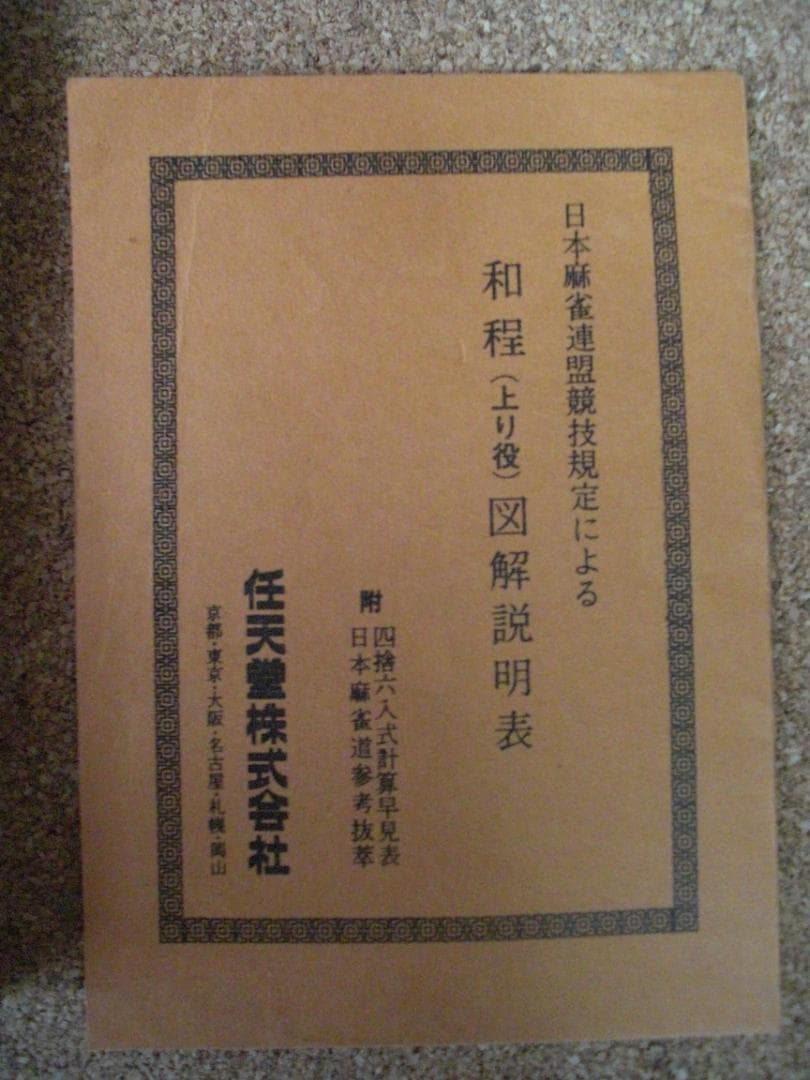 日本麻雀連盟競技規定による
和程(上り役)図解説明表
附
四捨六入式計算早見表
日本麻雀道参考抜萃
任天堂株式会社
京都・東京・大阪・名古屋・札幌・岡山